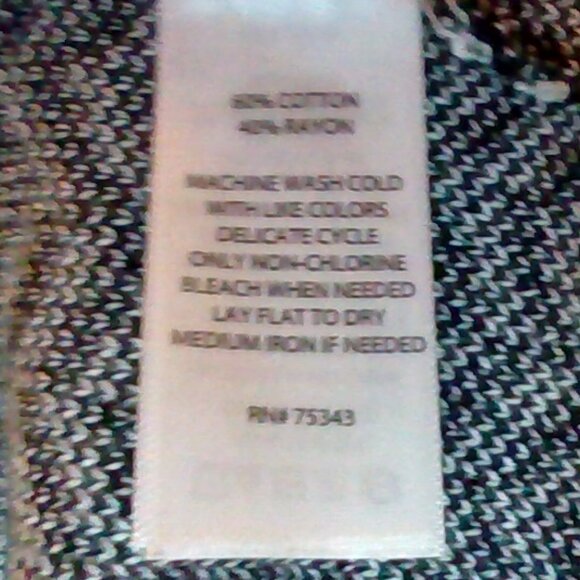 60% COTTON
40% RAYON
MACHINE WASH COLD
WITH LIKE COLORS
DELICATE CYCLE
ONLY NON-CHLORINE
BLEACH WHEN NEEDED
LAY FLAT TO DRY
MEDIUM IRON IF NEEDED
RN# 75343